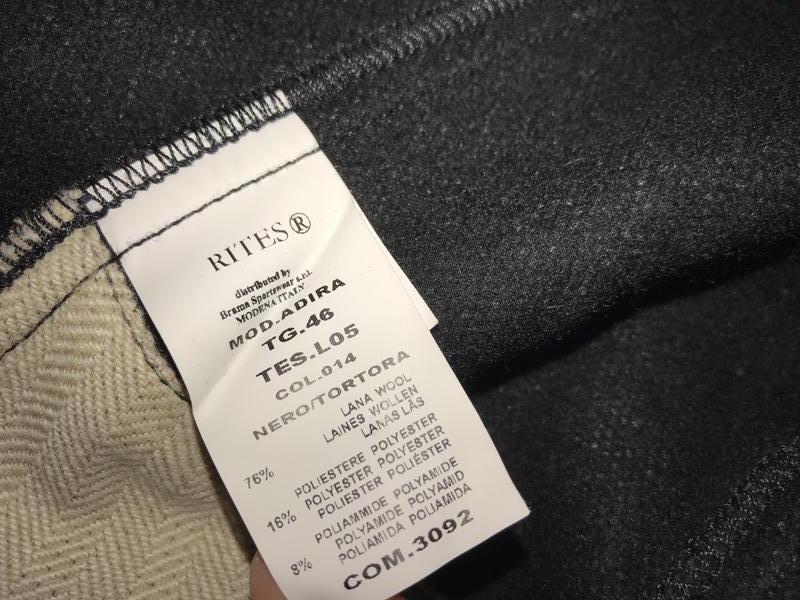 RITES®
distributed by
Brama Sportswear s.r.l.
MODENA ITALY
MOD.ADIRA
TG.46
TES.L05
COL.014
NERO/TORTORA
LANA WOOL
LAINES WOLLEN
LANAS LÃS
76%
POLIESTERE POLYESTER
POLYESTER POLYESTER
POLIESTER POLIÉSTER
16%
POLIAMMIDE POLYAMIDE
POLYAMIDE POLYAMID
POLIAMIDA POLIAMIDA
8%
COM.3092